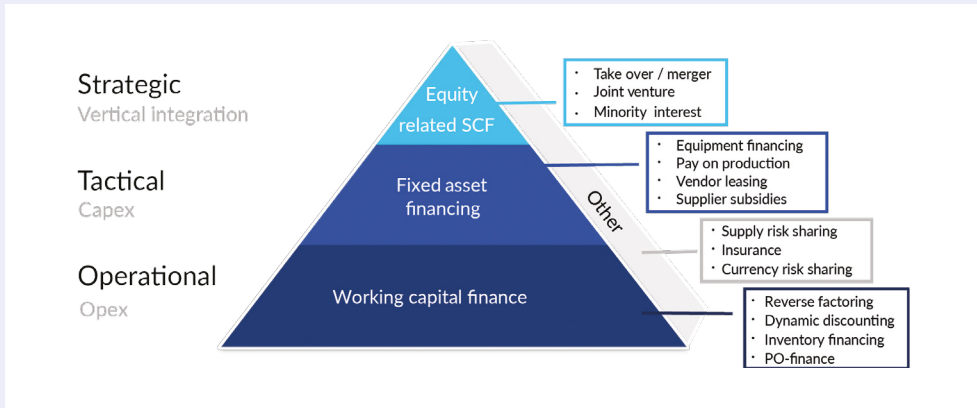 Strategic
Vertical integration
Tactical
Capex
Operational
Opex
Equity
related SCF
Fixed asset
financing
Working capital finance
Other
· Take over / merger
· Joint venture
· Minority interest
· Equipment financing
· Pay on production
· Vendor leasing
· Supplier subsidies
· Supply risk sharing
· Insurance
· Currency risk sharing
· Reverse factoring
· Dynamic discounting
· Inventory financing
· PO-finance